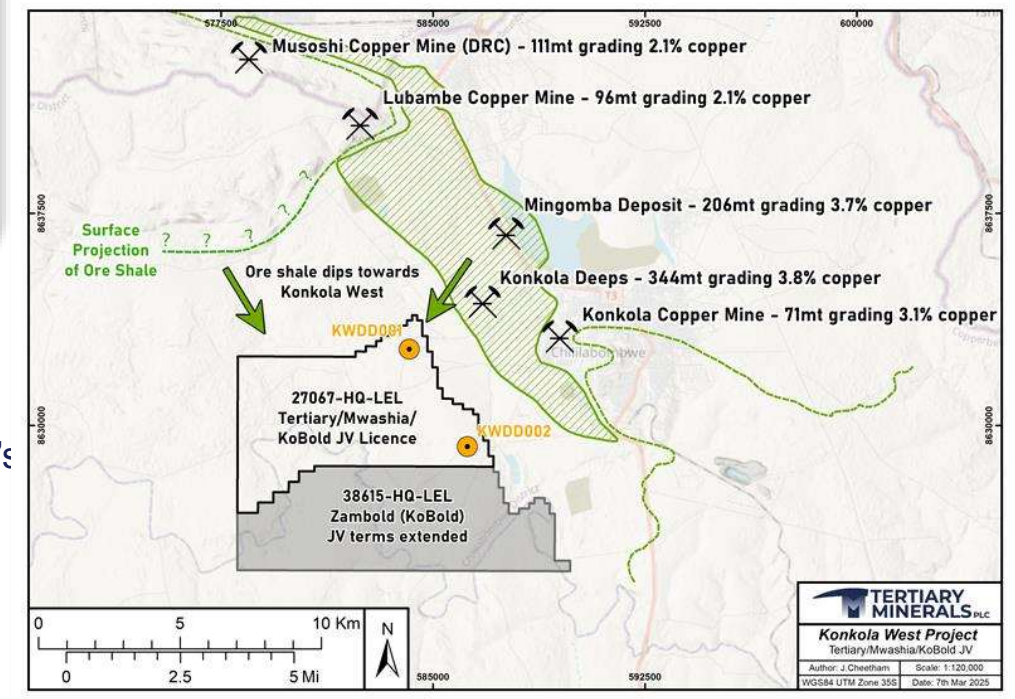 577500
585000
592500
600000
Musoshi Copper Mine (DRC) - 111mt grading 2.1% copper
Lubambe Copper Mine - 96mt grading 2.1% copper
8637500
8637500
Mingomba Deposit - 206mt grading 3.7% copper
Surface
Projection
of Ore Shale
? ? ? ? ?
Ore shale dips towards
Konkola West
Konkola Deeps - 344mt grading 3.8% copper
T3
Konkola Copper Mine - 71mt grading 3.1% copper
KWDD001
Chililabombwe
27067-HQ-LEL
Tertiary/Mwashia/
KoBold JV Licence
8630000
8630000
KWDD002
's
38615-HQ-LEL
Zambold (KoBold)
JV terms extended
0 5 10 Km
0 2.5 5 Mi
N
TERTIARY
MINERALS PLC
Konkola West Project
Tertiary/Mwashia/KoBold JV
Author: J.Cheetham
Scale: 1:120,000
WGS84 UTM Zone 35S
Date: 7th Mar 2025
585000
592500